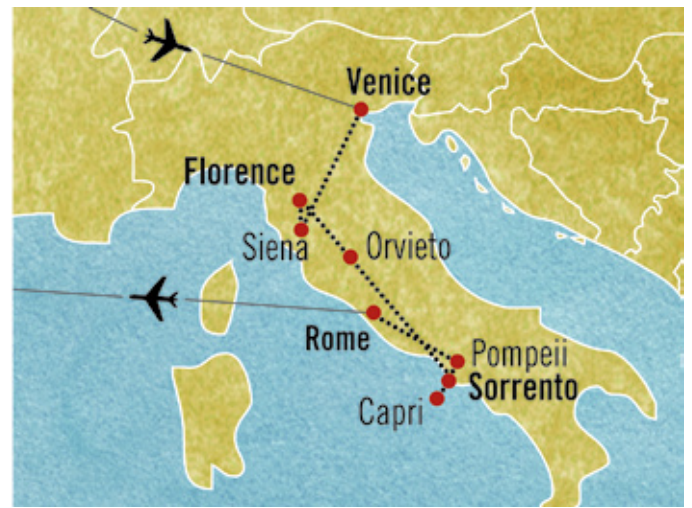 Venice
Florence
Siena
Orvieto
Rome
Pompeii
Sorrento
Capri